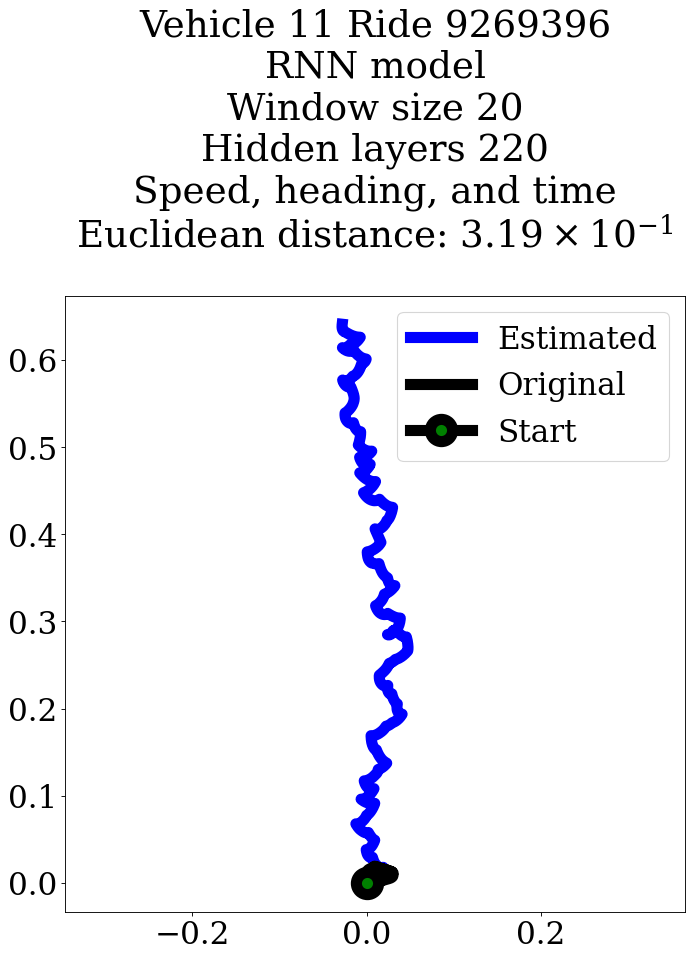 Vehicle 11 Ride 9269396
RNN model
Window size 20
Hidden layers 220
Speed, heading, and time
Euclidean distance: 3.19 × 10⁻¹
Estimated
Original
Start
0.6
0.5
0.4
0.3
0.2
0.1
0.0
−0.2
0.0
0.2